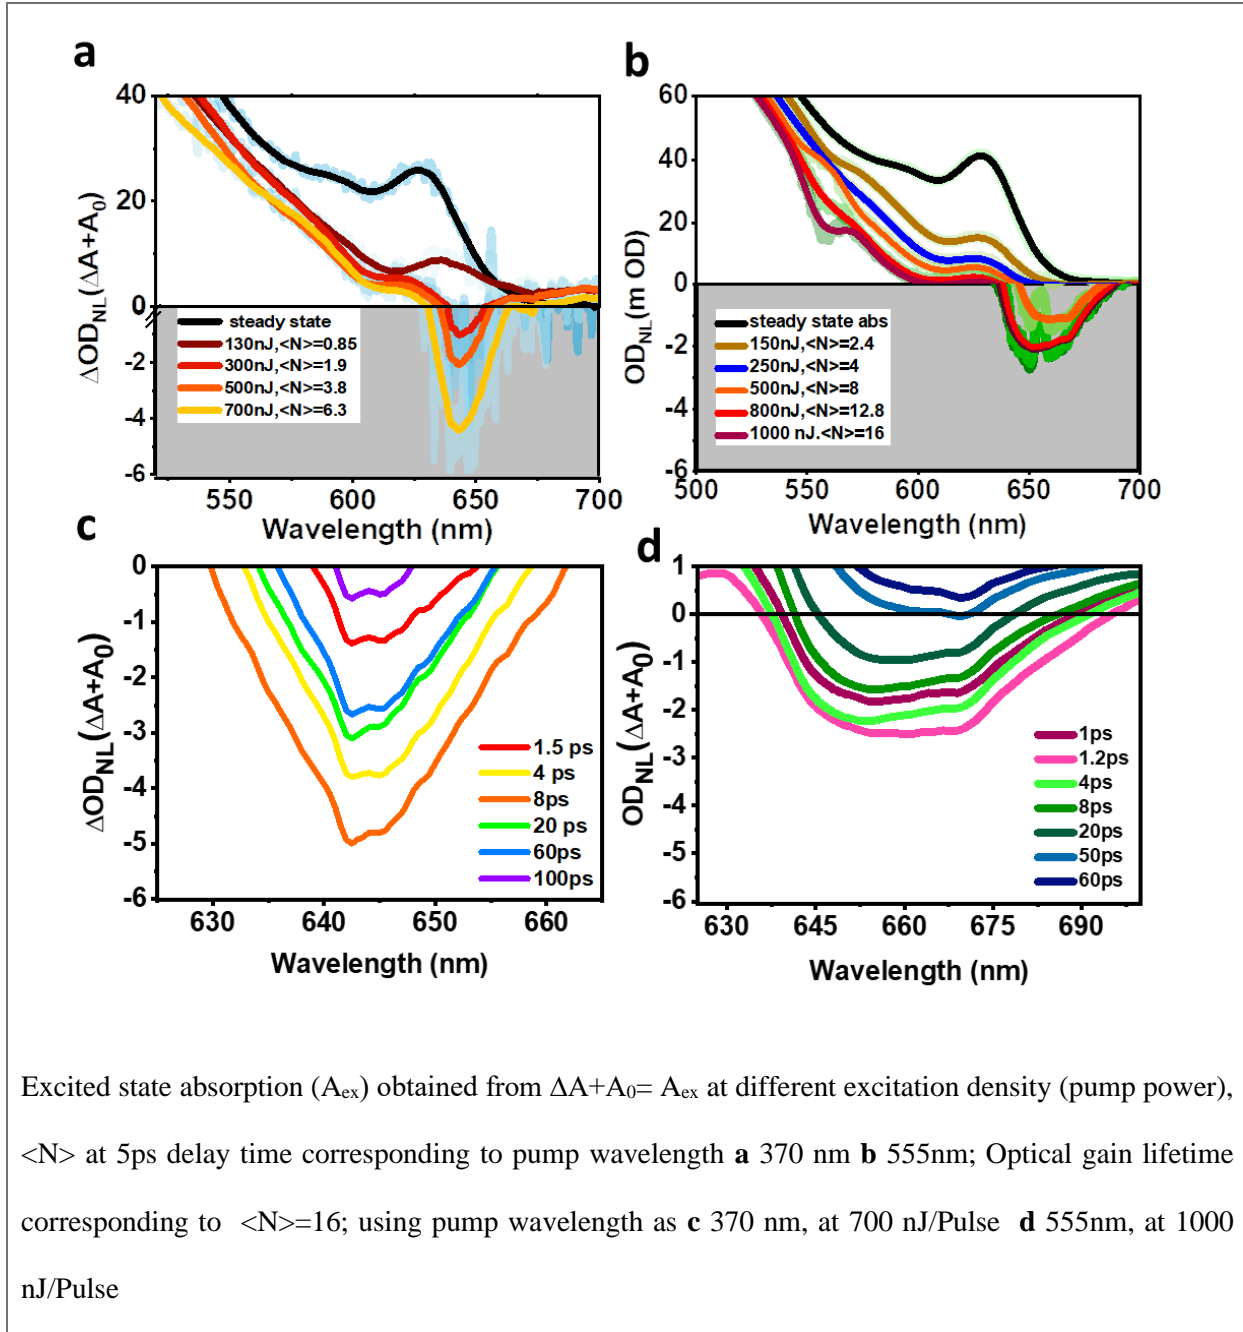 a
ΔOD_NL(ΔA+A_0)
40
20
0
-2
-4
-6
steady state
130nJ,<N>=0.85
300nJ,<N>=1.9
500nJ,<N>=3.8
700nJ,<N>=6.3
550 600 650 700
Wavelength (nm)
b
OD_NL(m OD)
60
40
20
0
-2
-4
-6
steady state abs
150nJ,<N>=2.4
250nJ,<N>=4
500nJ,<N>=8
800nJ,<N>=12.8
1000 nJ.<N>=16
500 550 600 650 700
Wavelength (nm)
c
ΔOD_NL(ΔA+A_0)
0
-1
-2
-3
-4
-5
-6
1.5 ps
4 ps
8ps
20 ps
60ps
100ps
630 640 650 660
Wavelength (nm)
d
OD_NL(ΔA+A_0)
1
0
-1
-2
-3
-4
-5
-6
1ps
1.2ps
4ps
8ps
20ps
50ps
60ps
630 645 660 675 690
Wavelength (nm)
Excited state absorption (A_ex) obtained from ΔA+A_0= A_ex at different excitation density (pump power),
<N> at 5ps delay time corresponding to pump wavelength a 370 nm b 555nm; Optical gain lifetime
corresponding to <N>=16; using pump wavelength as c 370 nm, at 700 nJ/Pulse d 555nm, at 1000
nJ/Pulse